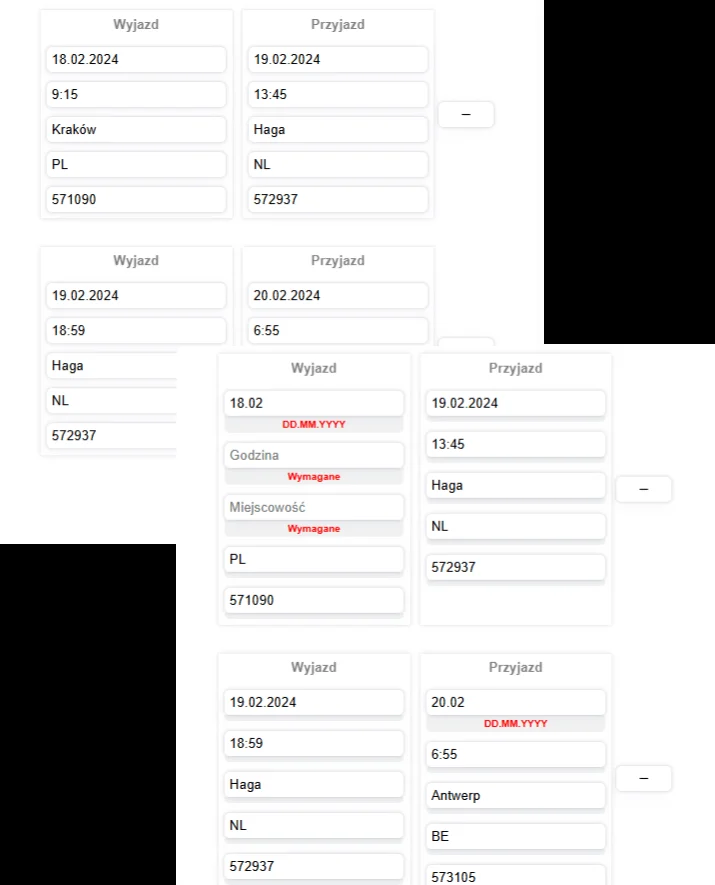 Wyjazd
18.02.2024
9:15
Kraków
PL
571090
Przyjazd
19.02.2024
13:45
Haga
NL
572937
–
Wyjazd
19.02.2024
18:59
Haga
NL
572937
Przyjazd
20.02.2024
6:55
Wyjazd
18.02
DD.MM.YYYY
Godzina
Wymagane
Miejscowość
Wymagane
PL
571090
Przyjazd
19.02.2024
13:45
Haga
NL
572937
–
Wyjazd
19.02.2024
18:59
Haga
NL
572937
Przyjazd
20.02
DD.MM.YYYY
6:55
Antwerp
BE
573105
–